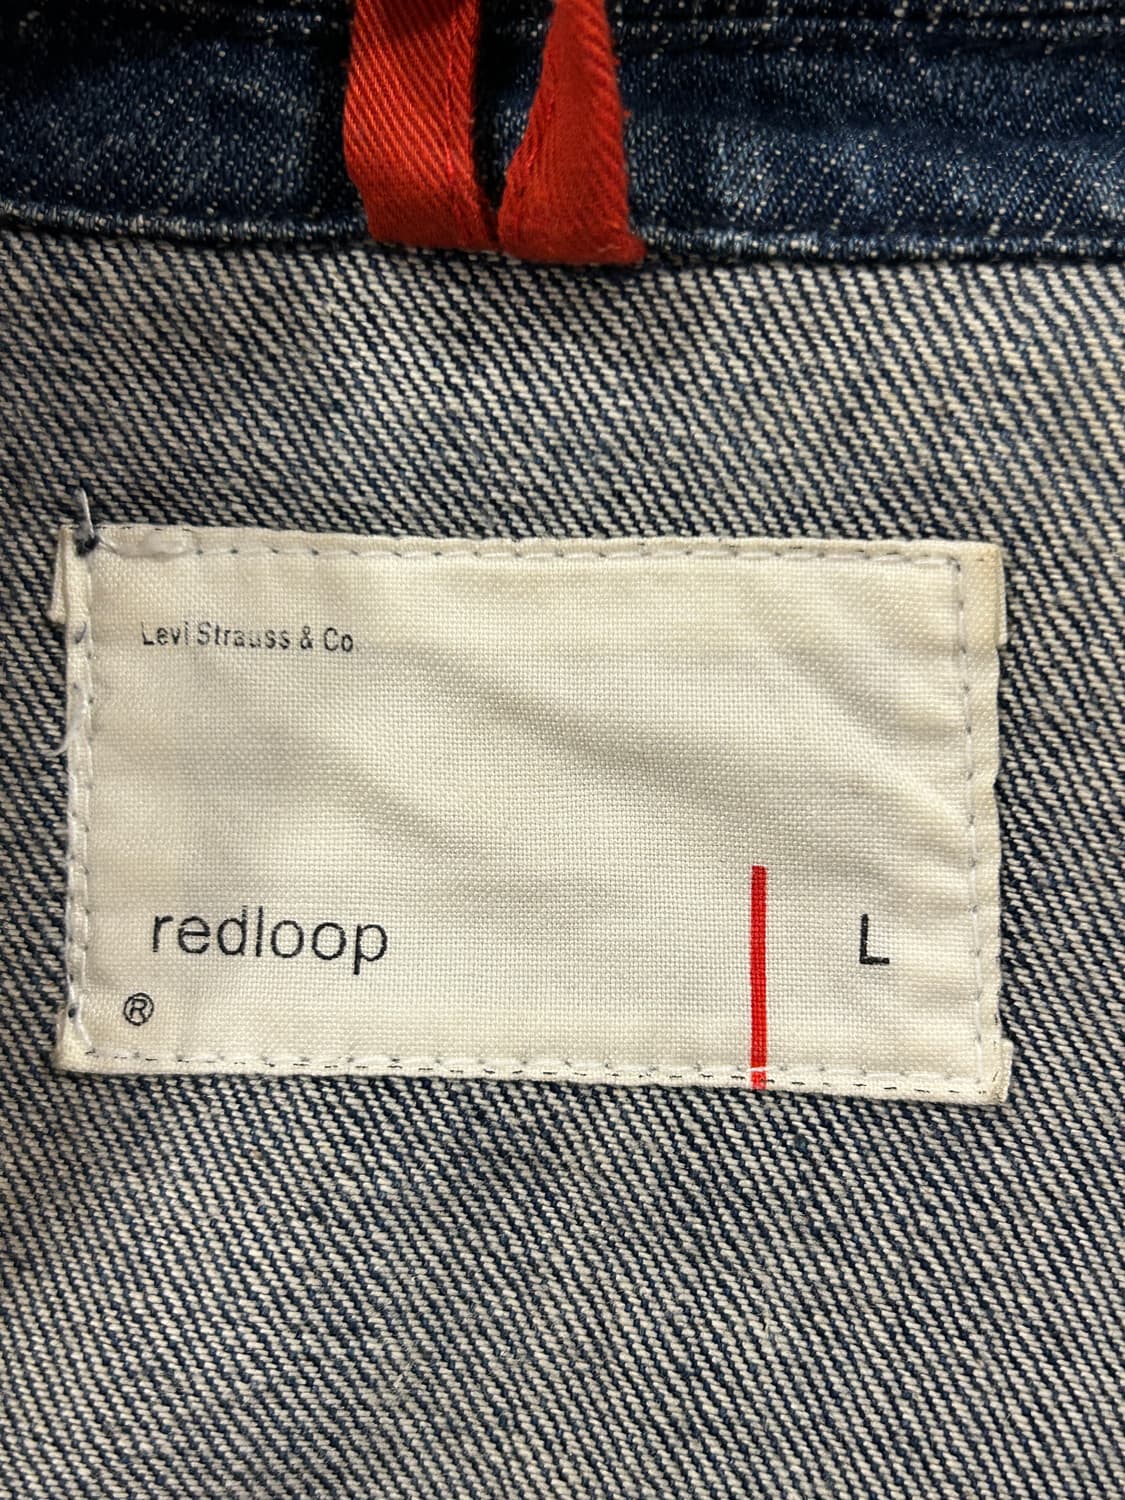 Levi Strauss & Co
redloop
L
®